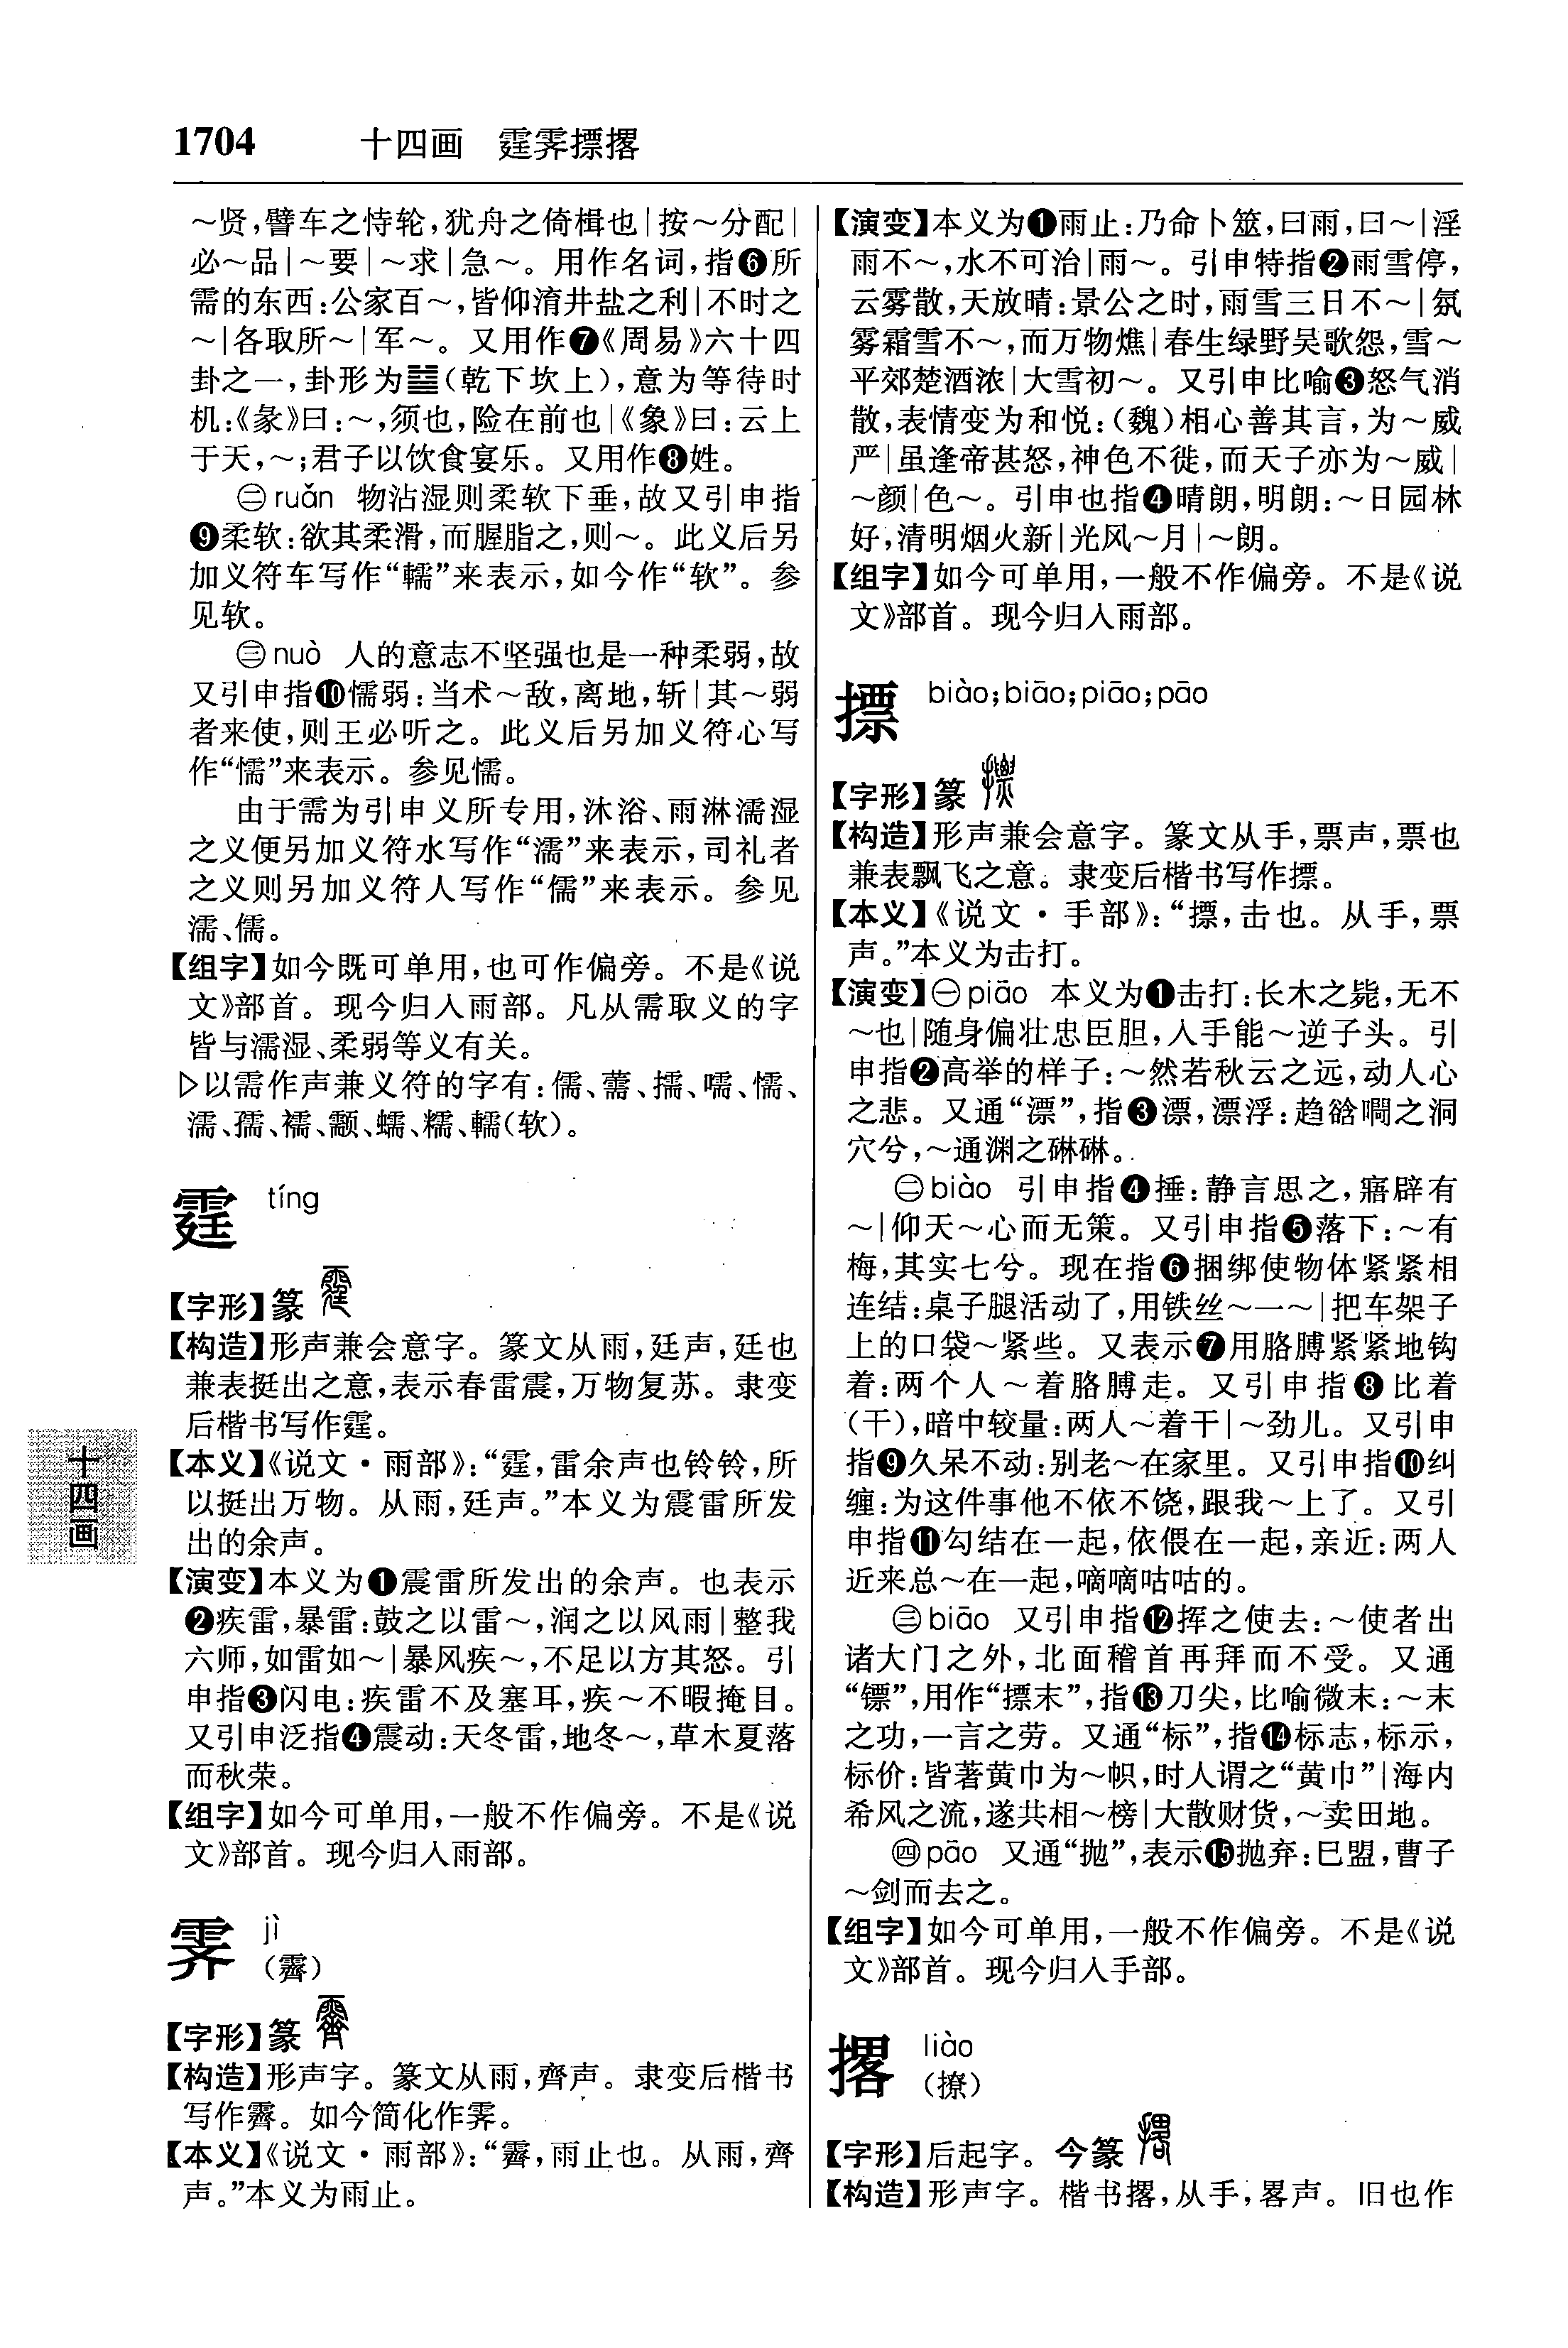 1704 十四画 霆霁摽撂
～贤,譬车之恃轮,犹舟之倚楫也|按～分配|
必～品|～要|～求|急～。用作名词,指❻所
需的东西:公家百～,皆仰淯井盐之利|不时之
～|各取所～|军～。又用作❼《周易》六十四
卦之一,卦形为䷄(乾下坎上),意为等待时
机:《彖》曰:～,须也,险在前也|《象》曰:云上
于天,～;君子以饮食宴乐。又用作❽姓。
㊁ruǎn 物沾湿则柔软下垂,故又引申指
❾柔软:欲其柔滑,而腛脂之,则～。此义后另
加义符车写作“轜”来表示,如今作“软”。参
见软。
㊂nuò 人的意志不坚强也是一种柔弱,故
又引申指❿懦弱:当术～敌,离地,斩|其～弱
者来使,则王必听之。此义后另加义符心写
作“懦”来表示。参见懦。
由于需为引申义所专用,沐浴、雨淋濡湿
之义便另加义符水写作“濡”来表示,司礼者
之义则另加义符人写作“儒”来表示。参见
濡、儒。
【组字】如今既可单用,也可作偏旁。不是《说
文》部首。现今归入雨部。凡从需取义的字
皆与濡湿、柔弱等义有关。
▷以需作声兼义符的字有:儒、薷、擩、嚅、懦、
濡、孺、襦、颥、蠕、糯、轜(软)。
霆 tíng
【字形】篆
【构造】形声兼会意字。篆文从雨,廷声,廷也
兼表挺出之意,表示春雷震,万物复苏。隶变
后楷书写作霆。
【本义】《说文·雨部》:“霆,雷余声也铃铃,所
以挺出万物。从雨,廷声。”本义为震雷所发
出的余声。
【演变】本义为❶震雷所发出的余声。也表示
❷疾雷,暴雷:鼓之以雷～,润之以风雨|整我
六师,如雷如～|暴风疾～,不足以方其怒。引
申指❸闪电:疾雷不及塞耳,疾～不暇掩目。
又引申泛指❹震动:天冬雷,地冬～,草木夏落
而秋荣。
【组字】如今可单用,一般不作偏旁。不是《说
文》部首。现今归入雨部。
霁 jì
(霽)
【字形】篆
【构造】形声字。篆文从雨,齊声。隶变后楷书
写作霽。如今简化作霁。
【本义】《说文·雨部》:“霽,雨止也。从雨,齊
声。”本义为雨止。
【演变】本义为❶雨止:乃命卜筮,曰雨,曰～|淫
雨不～,水不可治|雨～。引申特指❷雨雪停,
云雾散,天放晴:景公之时,雨雪三日不～|氛
雾霜雪不～,而万物燋|春生绿野吴歌怨,雪～
平郊楚酒浓|大雪初～。又引申比喻❸怒气消
散,表情变为和悦:(魏)相心善其言,为～威
严|虽逢帝甚怒,神色不徙,而天子亦为～威|
～颜|色～。引申也指❹晴朗,明朗:～日园林
好,清明烟火新|光风～月|～朗。
【组字】如今可单用,一般不作偏旁。不是《说
文》部首。现今归入雨部。
摽 biào;biāo;piāo;pāo
【字形】篆
【构造】形声兼会意字。篆文从手,票声,票也
兼表飘飞之意。隶变后楷书写作摽。
【本义】《说文·手部》:“摽,击也。从手,票
声。”本义为击打。
【演变】㊀piāo 本义为❶击打:长木之毙,无不
～也|随身偏壮忠臣胆,入手能～逆子头。引
申指❷高举的样子:～然若秋云之远,动人心
之悲。又通“漂”,指❸漂,漂浮:趋谽㗿之洞
穴兮,～通渊之碄碄。
㊁biào 引申指❹捶:静言思之,寤辟有
～|仰天～心而无策。又引申指❺落下:～有
梅,其实七兮。现在指❻捆绑使物体紧紧相
连结:桌子腿活动了,用铁丝～一～|把车架子
上的口袋～紧些。又表示❼用胳膊紧紧地钩
着:两个人～着胳膊走。又引申指❽比着
(干),暗中较量:两人～着干|～劲儿。又引申
指❾久呆不动:别老～在家里。又引申指❿纠
缠:为这件事他不依不饶,跟我～上了。又引
申指⓫勾结在一起,依偎在一起,亲近:两人
近来总～在一起,嘀嘀咕咕的。
㊂biāo 又引申指⓬挥之使去:～使者出
诸大门之外,北面稽首再拜而不受。又通
“镖”,用作“摽末”,指⓭刀尖,比喻微末:～末
之功,一言之劳。又通“标”,指⓮标志,标示,
标价:皆著黄巾为～帜,时人谓之“黄巾”|海内
希风之流,遂共相～榜|大散财货,～卖田地。
㊃pāo 又通“抛”,表示⓯抛弃:已盟,曹子
～剑而去之。
【组字】如今可单用,一般不作偏旁。不是《说
文》部首。现今归入手部。
撂 liào
(撩)
【字形】后起字。今篆
【构造】形声字。楷书撂,从手,畧声。旧也作
十四画